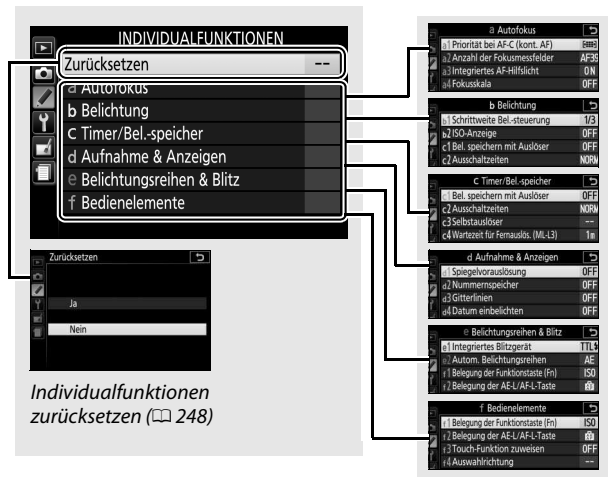 INDIVIDUALFUNKTIONEN
Zurücksetzen --
a Autofokus
b Belichtung
c Timer/Bel.-speicher
d Aufnahme & Anzeigen
e Belichtungsreihen & Blitz
f Bedienelemente
Zurücksetzen
Ja
Nein
Individualfunktionen
zurücksetzen (248)
a Autofokus
a1 Priorität bei AF-C (kont. AF)
a2 Anzahl der Fokusmessfelder AF39
a3 Integriertes AF-Hilfslicht ON
a4 Fokusskala OFF
b Belichtung
b1 Schrittweite Bel.-steuerung 1/3
b2 ISO-Anzeige OFF
c1 Bel. speichern mit Auslöser OFF
c2 Ausschaltzeiten NORM
c Timer/Bel.-speicher
c1 Bel. speichern mit Auslöser OFF
c2 Ausschaltzeiten NORM
c3 Selbstauslöser --
c4 Wartezeit für Fernauslös. (ML-L3) 1m
d Aufnahme & Anzeigen
d1 Spiegelvorauslösung OFF
d2 Nummernspeicher OFF
d3 Gitterlinien OFF
d4 Datum einbelichten OFF
e Belichtungsreihen & Blitz
e1 Integriertes Blitzgerät TTL
e2 Autom. Belichtungsreihen AE
f1 Belegung der Funktionstaste (Fn) ISO
f2 Belegung der AE-L/AF-L-Taste
f Bedienelemente
f1 Belegung der Funktionstaste (Fn) ISO
f2 Belegung der AE-L/AF-L-Taste
f3 Touch-Funktion zuweisen OFF
f4 Auswahlrichtung --